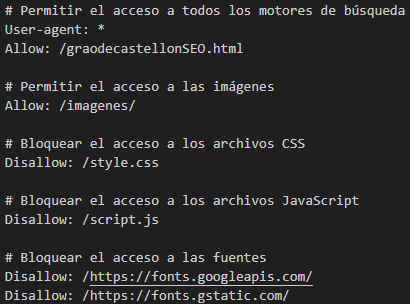 # Permitir el acceso a todos los motores de búsqueda
User-agent: *
Allow: /graodecastellonSEO.html
# Permitir el acceso a las imágenes
Allow: /imagenes/
# Bloquear el acceso a los archivos CSS
Disallow: /style.css
# Bloquear el acceso a los archivos JavaScript
Disallow: /script.js
# Bloquear el acceso a las fuentes
Disallow: /https://fonts.googleapis.com/
Disallow: /https://fonts.gstatic.com/